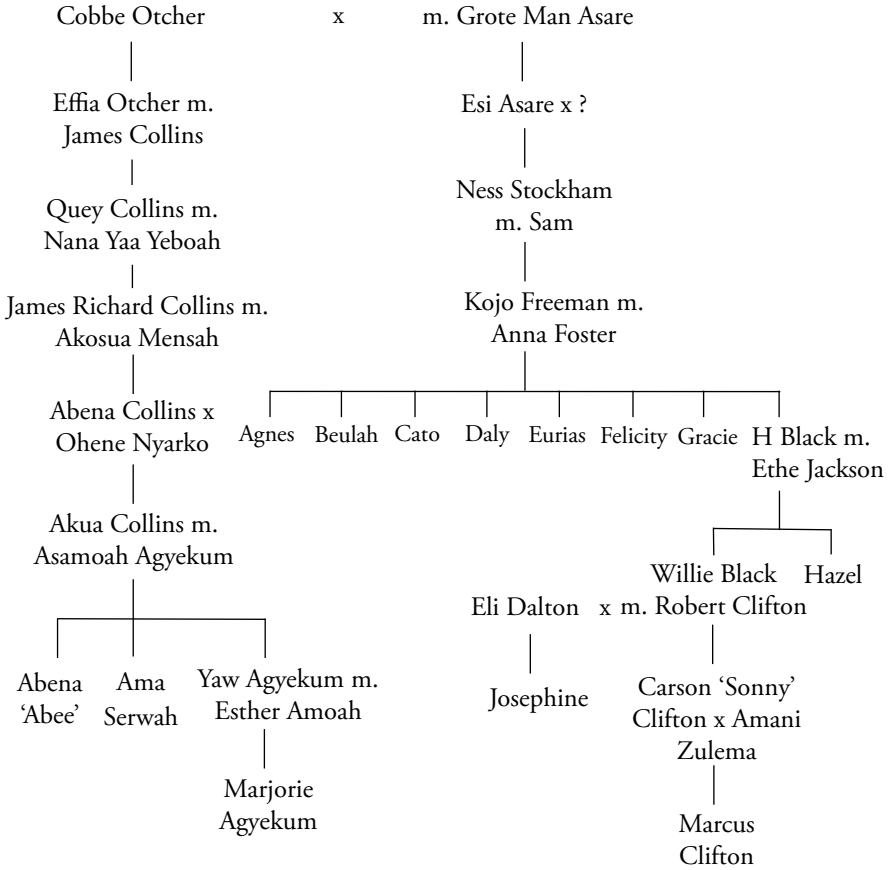 Cobbe Otcher x m. Grote Man Asare
Effia Otcher m.
James Collins
Esi Asare x ?
Quey Collins m.
Nana Yaa Yeboah
Ness Stockham
m. Sam
James Richard Collins m.
Akosua Mensah
Kojo Freeman m.
Anna Foster
Abena Collins x
Ohene Nyarko
Agnes Beulah Cato Daly Eurias Felicity Gracie H Black m.
Ethe Jackson
Akua Collins m.
Asamoah Agyekum
Willie Black Hazel
Eli Dalton x m. Robert Clifton
Abena
‘Abee’
Ama
Serwah
Yaw Agyekum m.
Esther Amoah
Josephine
Carson ‘Sonny’
Clifton x Amani
Zulema
Marjorie
Agyekum
Marcus
Clifton